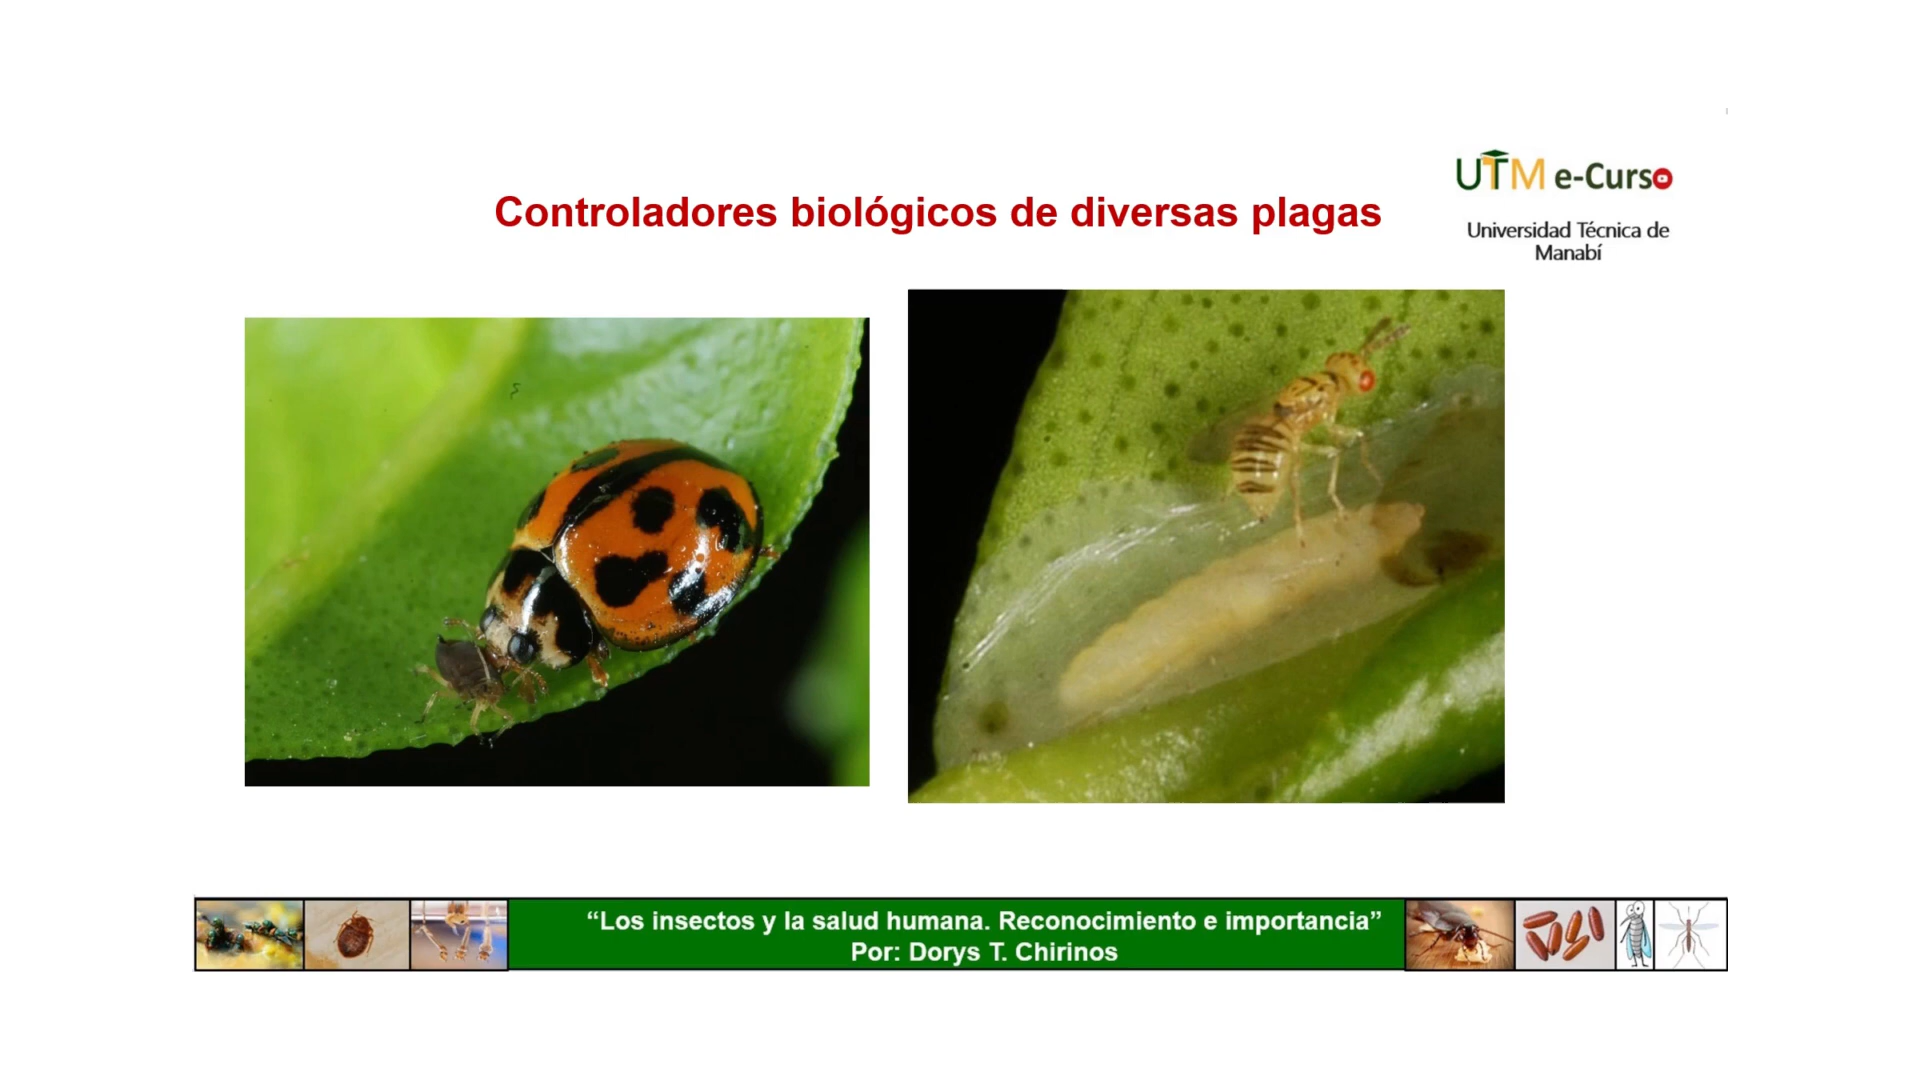 Controladores biológicos de diversas plagas
UTM e-Curso
Universidad Técnica de
Manabí
“Los insectos y la salud humana. Reconocimiento e importancia”
Por: Dorys T. Chirinos